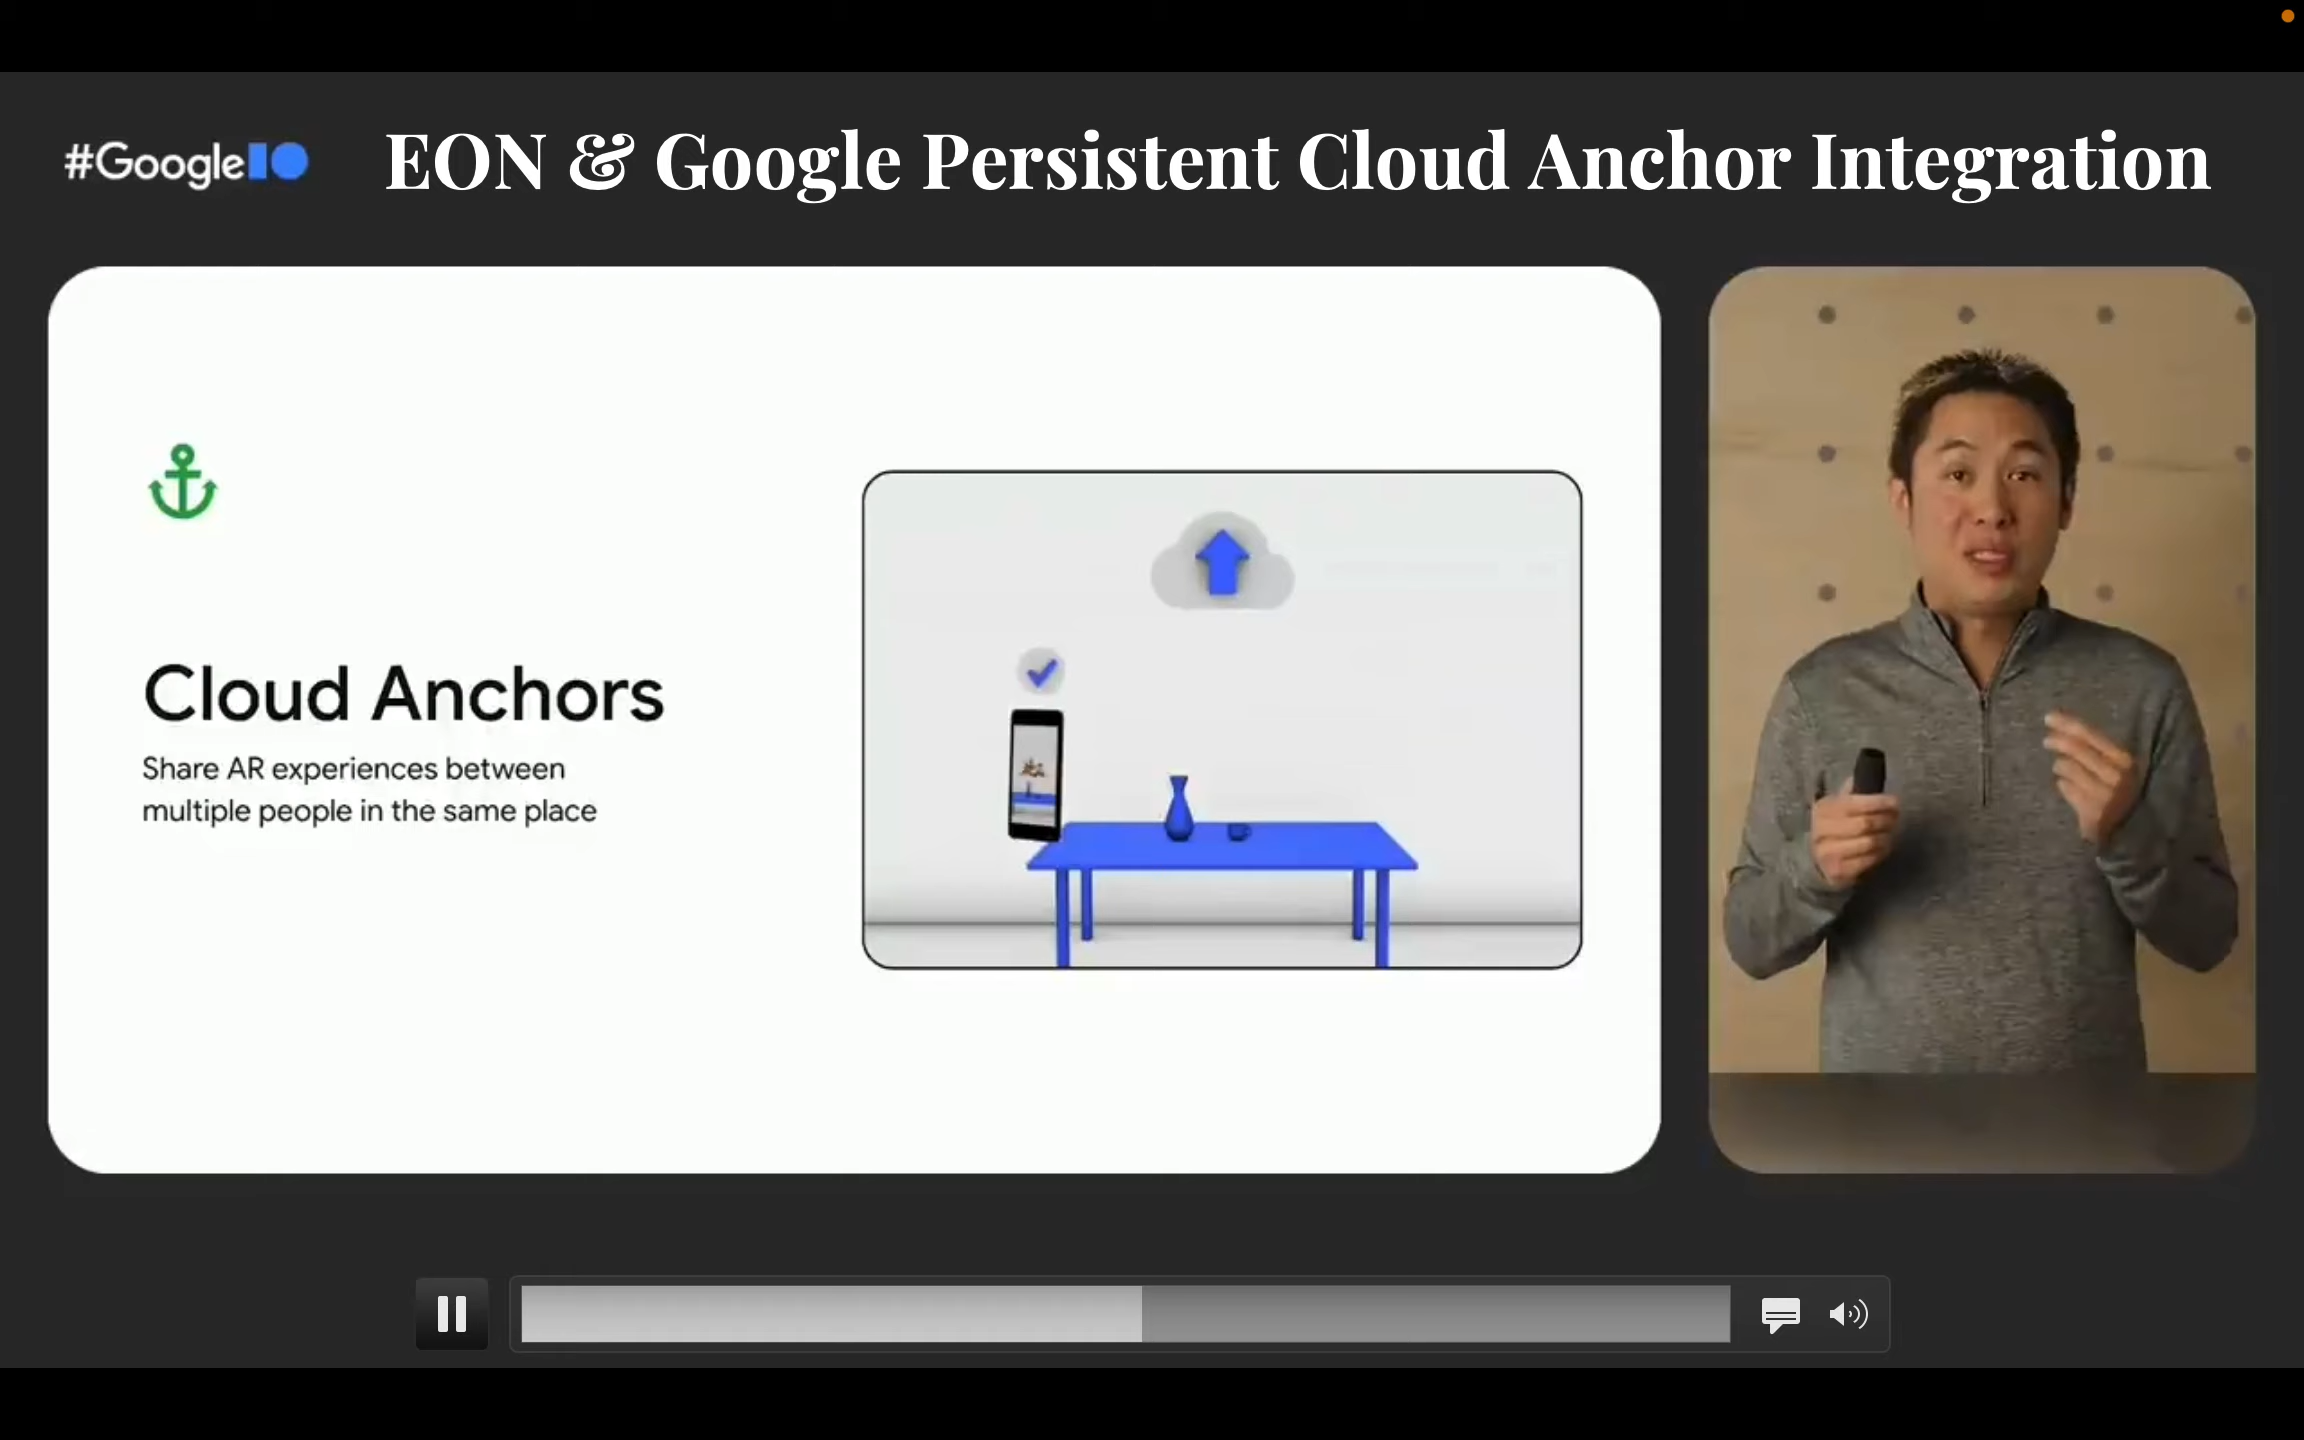 #GoogleIO
EON & Google Persistent Cloud Anchor Integration
Cloud Anchors
Share AR experiences between
multiple people in the same place